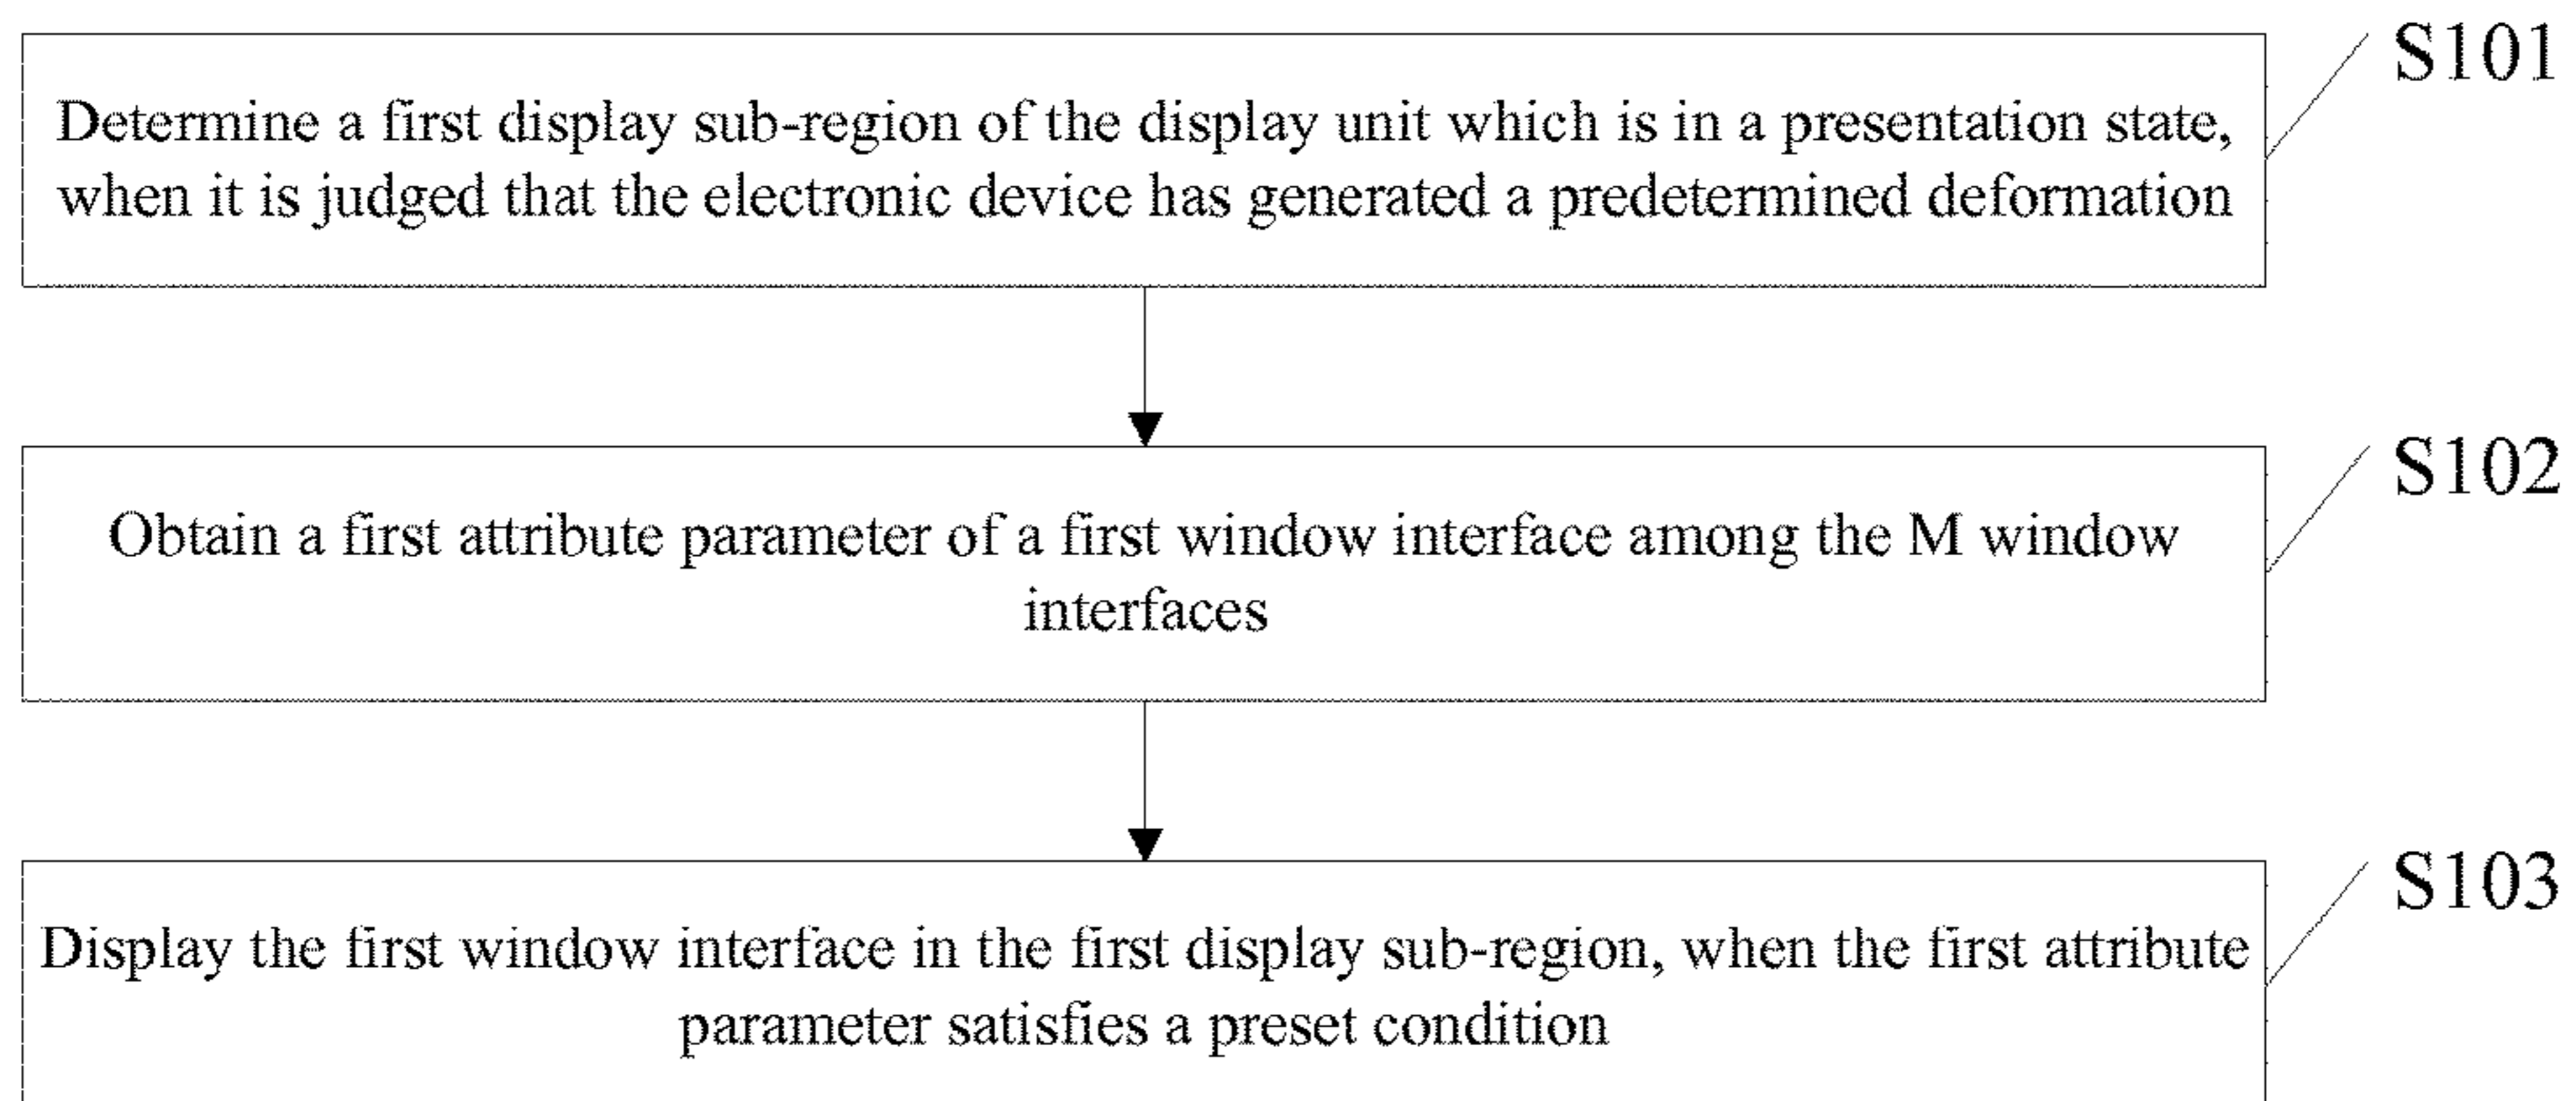 S101
Determine a first display sub-region of the display unit which is in a presentation state,
when it is judged that the electronic device has generated a predetermined deformation
S102
Obtain a first attribute parameter of a first window interface among the M window
interfaces
S103
Display the first window interface in the first display sub-region, when the first attribute
parameter satisfies a preset condition